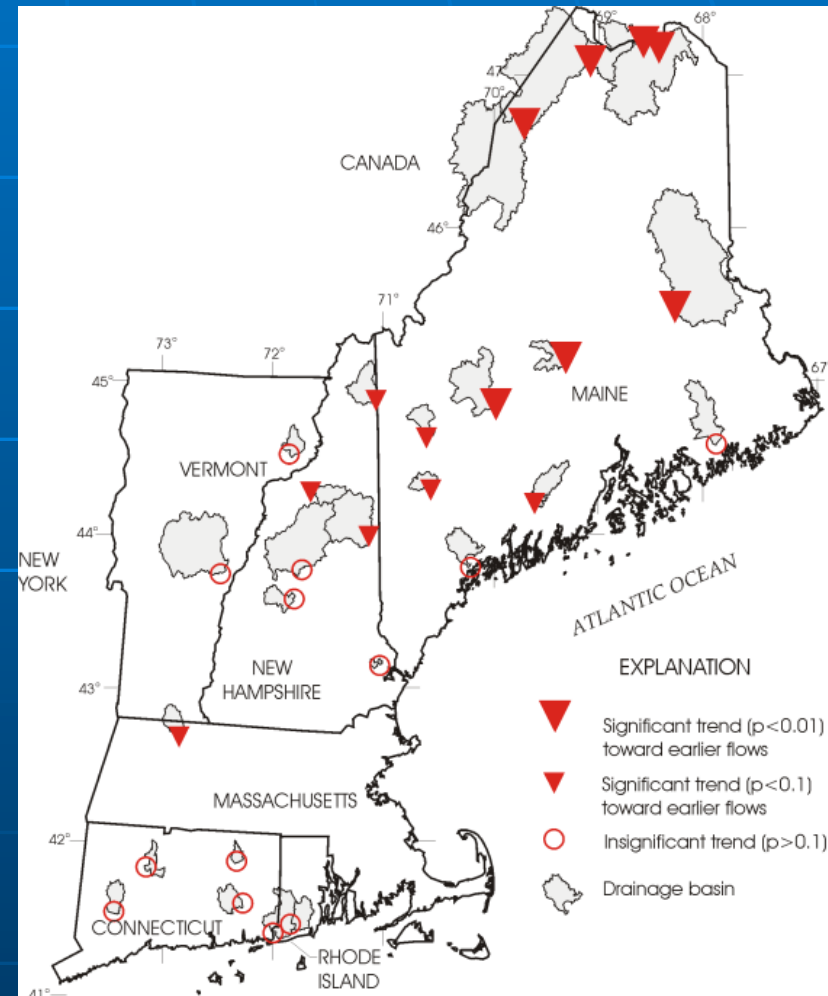 69°
68°
47
70°
CANADA
46°
71°
73°
72°
45°
67°
MAINE
VERMONT
44°
NEW
YORK
ATLANTIC OCEAN
EXPLANATION
NEW
HAMPSHIRE
43°
Significant trend (p<0.01)
toward earlier flows
Significant trend (p<0.1)
toward earlier flows
MASSACHUSETTS
42°
Insignificant trend (p>0.1)
Drainage basin
CONNECTICUT
RHODE
ISLAND
41°